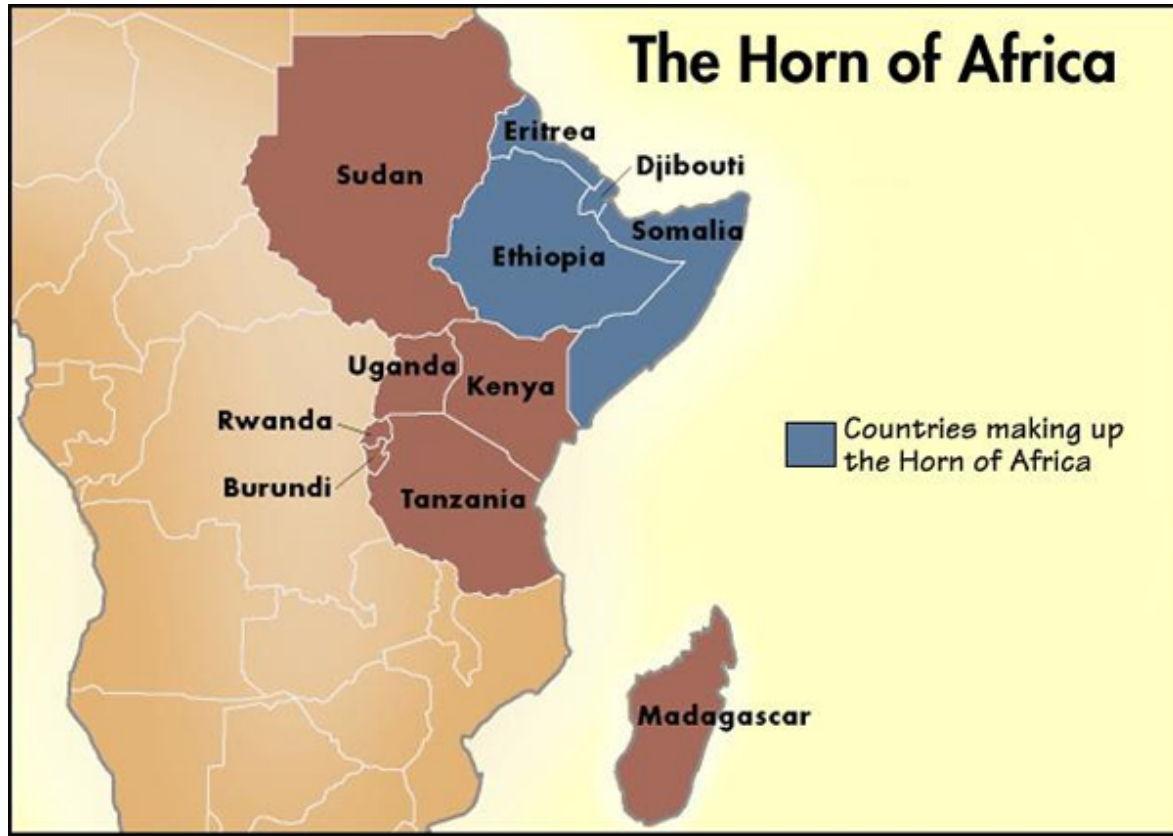 The Horn of Africa
Eritrea
Djibouti
Sudan
Somalia
Ethiopia
Uganda
Kenya
Rwanda
Countries making up
the Horn of Africa
Burundi
Tanzania
Madagascar